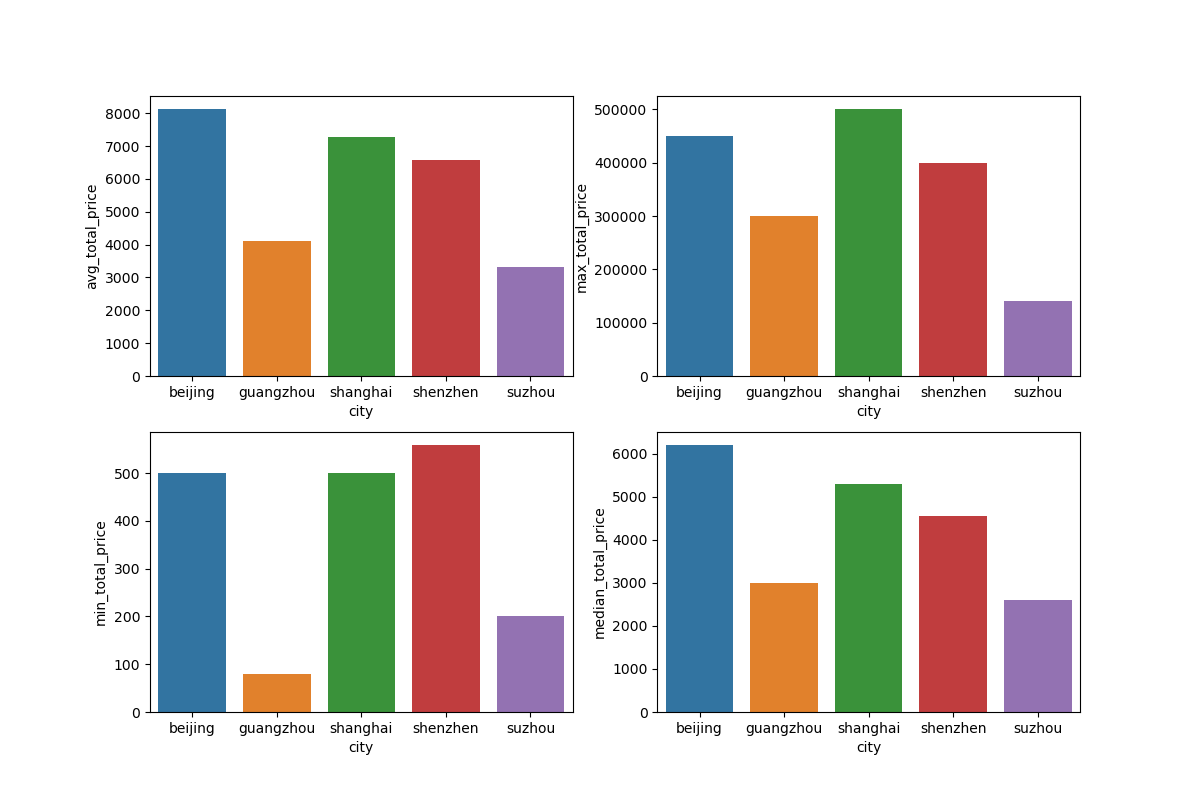 avg_total_price
8000
7000
6000
5000
4000
3000
2000
1000
0
beijing guangzhou shanghai shenzhen suzhou
city
max_total_price
500000
400000
300000
200000
100000
0
beijing guangzhou shanghai shenzhen suzhou
city
min_total_price
500
400
300
200
100
0
beijing guangzhou shanghai shenzhen suzhou
city
median_total_price
6000
5000
4000
3000
2000
1000
0
beijing guangzhou shanghai shenzhen suzhou
city